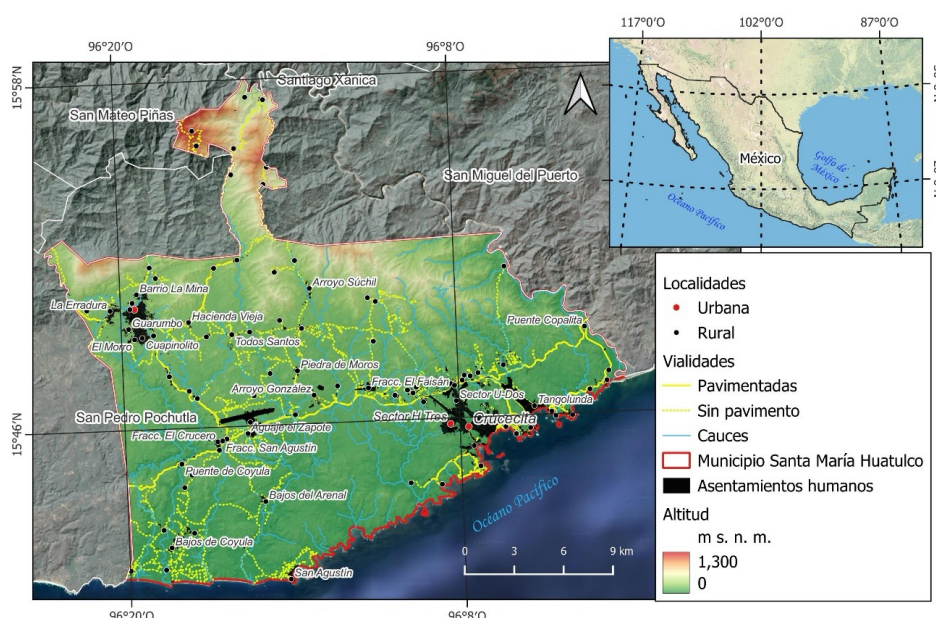 96°20'O
96°8'O
117°0'O
102°0'O
87°0'O
15°58'N
15°46'N
Santiago Xánica
San Mateo Piñas
San Miguel del Puerto
México
Golfo de
México
Océano Pacífico
Barrio La Mina
La Erradura
Guarumbo
Hacienda Vieja
Arroyo Súchil
El Morro
Cuapinolito
Todos Santos
Puente Copalita
Piedra de Moros
Arroyo González
Fracc. El Faisán
Sector U-Dos
Tangolunda
San Pedro Pochutla
Sector H Tres
Crucecita
Aguaje el Zapote
Fracc. El Crucero
Fracc. San Agustín
Puente de Coyula
Bajos del Arenal
Bajos de Coyula
San Agustín
Océano Pacífico
0 3 6 9 km
96°20'O
96°8'O
Localidades
Urbana
Rural
Vialidades
Pavimentadas
Sin pavimento
Cauces
Municipio Santa María Huatulco
Asentamientos humanos
Altitud
m s. n. m.
1,300
0